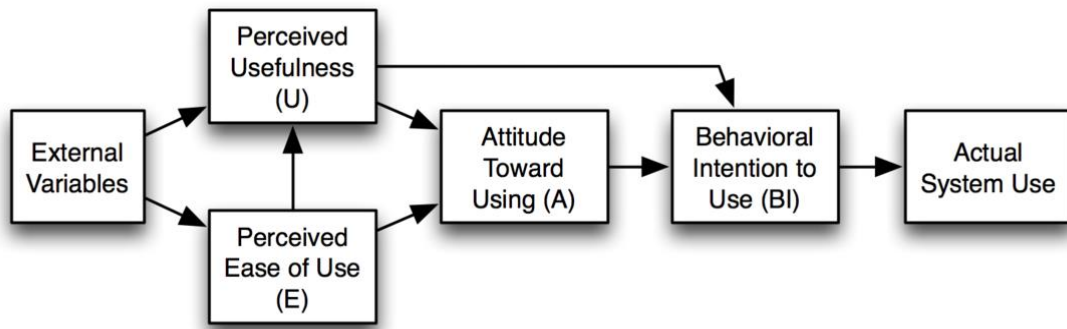 External
Variables
Perceived
Usefulness
(U)
Perceived
Ease of Use
(E)
Attitude
Toward
Using (A)
Behavioral
Intention to
Use (BI)
Actual
System Use